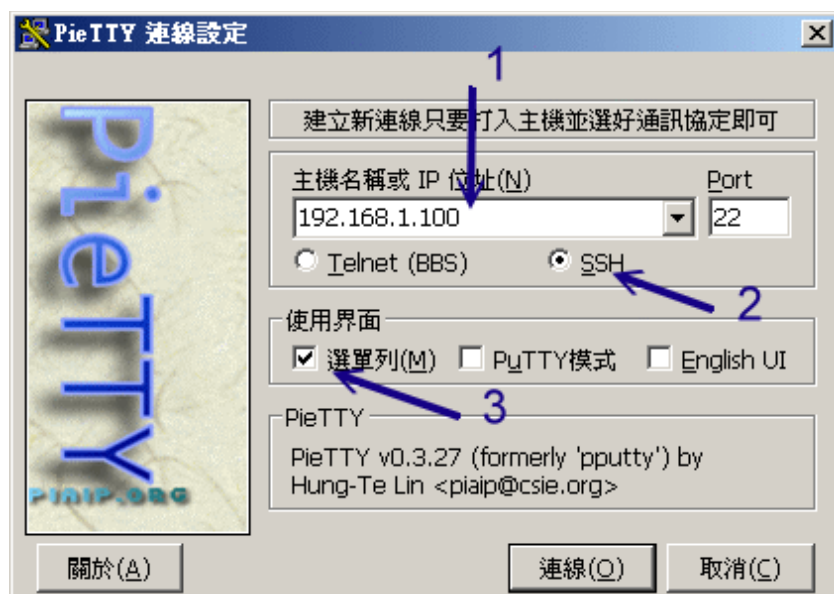 PieTTY 連線設定
1
建立新連線只要打入主機並選好通訊協定即可
主機名稱或 IP 位址(N)
Port
192.168.1.100
22
Telnet (BBS)
SSH
2
使用界面
選單列(M)
PuTTY模式
English UI
3
PieTTY
PieTTY v0.3.27 (formerly 'pputty') by
Hung-Te Lin <piaip@csie.org>
PieTTY
PIAIP.ORG
關於(A)
連線(O)
取消(C)